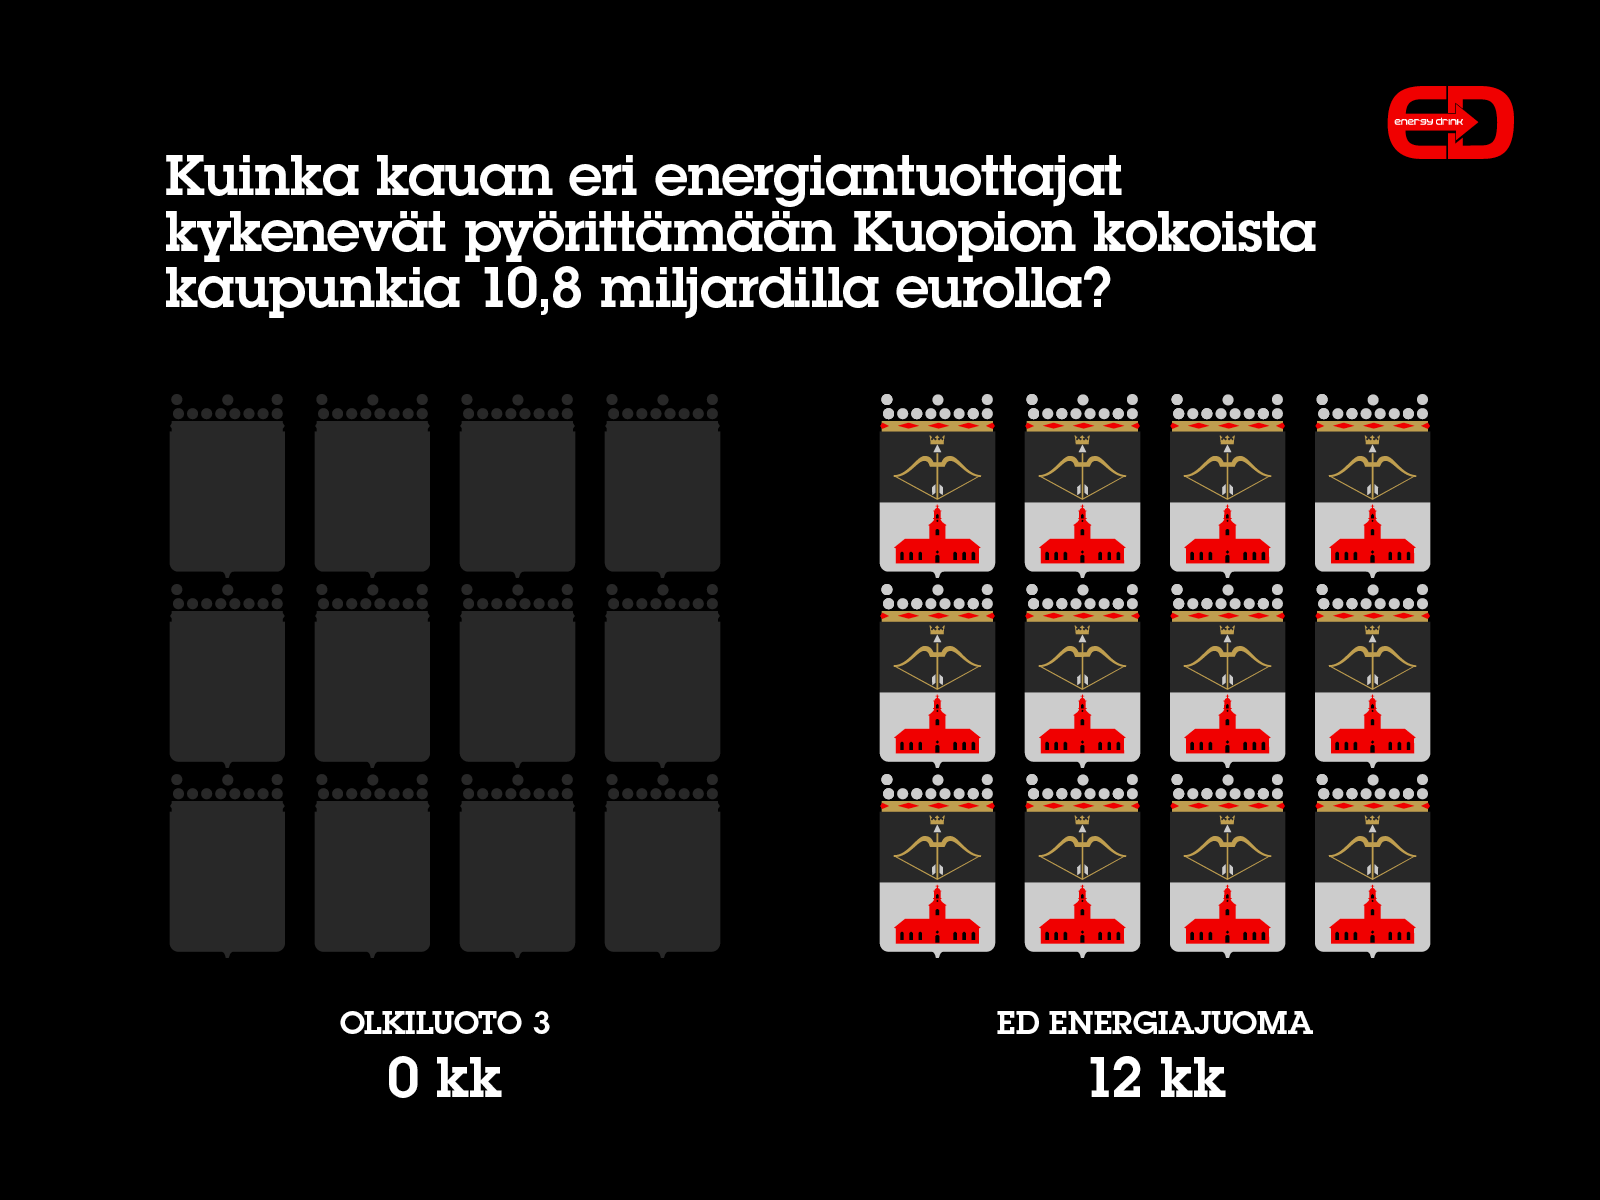 energy drink
Kuinka kauan eri energiantuottajat
kykenevät pyörittämään Kuopion kokoista
kaupunkia 10,8 miljardilla eurolla?
OLKILUOTO 3
0 kk
ED ENERGIAJUOMA
12 kk